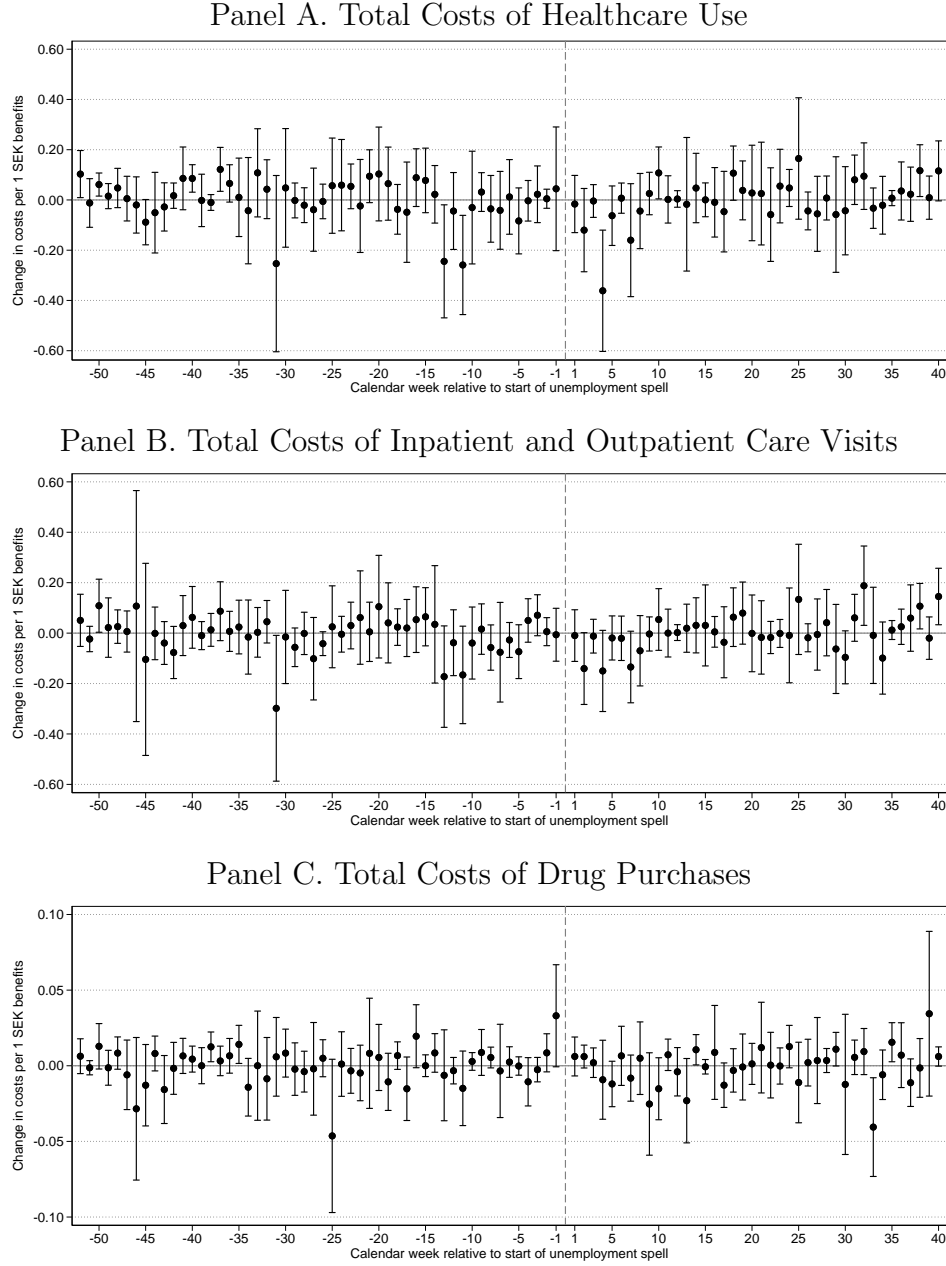 Panel A. Total Costs of Healthcare Use
Change in costs per 1 SEK benefits
0.60
0.40
0.20
0.00
-0.20
-0.40
-0.60
-50 -45 -40 -35 -30 -25 -20 -15 -10 -5 -1 1 5 10 15 20 25 30 35 40
Calendar week relative to start of unemployment spell
Panel B. Total Costs of Inpatient and Outpatient Care Visits
Change in costs per 1 SEK benefits
0.60
0.40
0.20
0.00
-0.20
-0.40
-0.60
-50 -45 -40 -35 -30 -25 -20 -15 -10 -5 -1 1 5 10 15 20 25 30 35 40
Calendar week relative to start of unemployment spell
Panel C. Total Costs of Drug Purchases
Change in costs per 1 SEK benefits
0.10
0.05
0.00
-0.05
-0.10
-50 -45 -40 -35 -30 -25 -20 -15 -10 -5 -1 1 5 10 15 20 25 30 35 40
Calendar week relative to start of unemployment spell